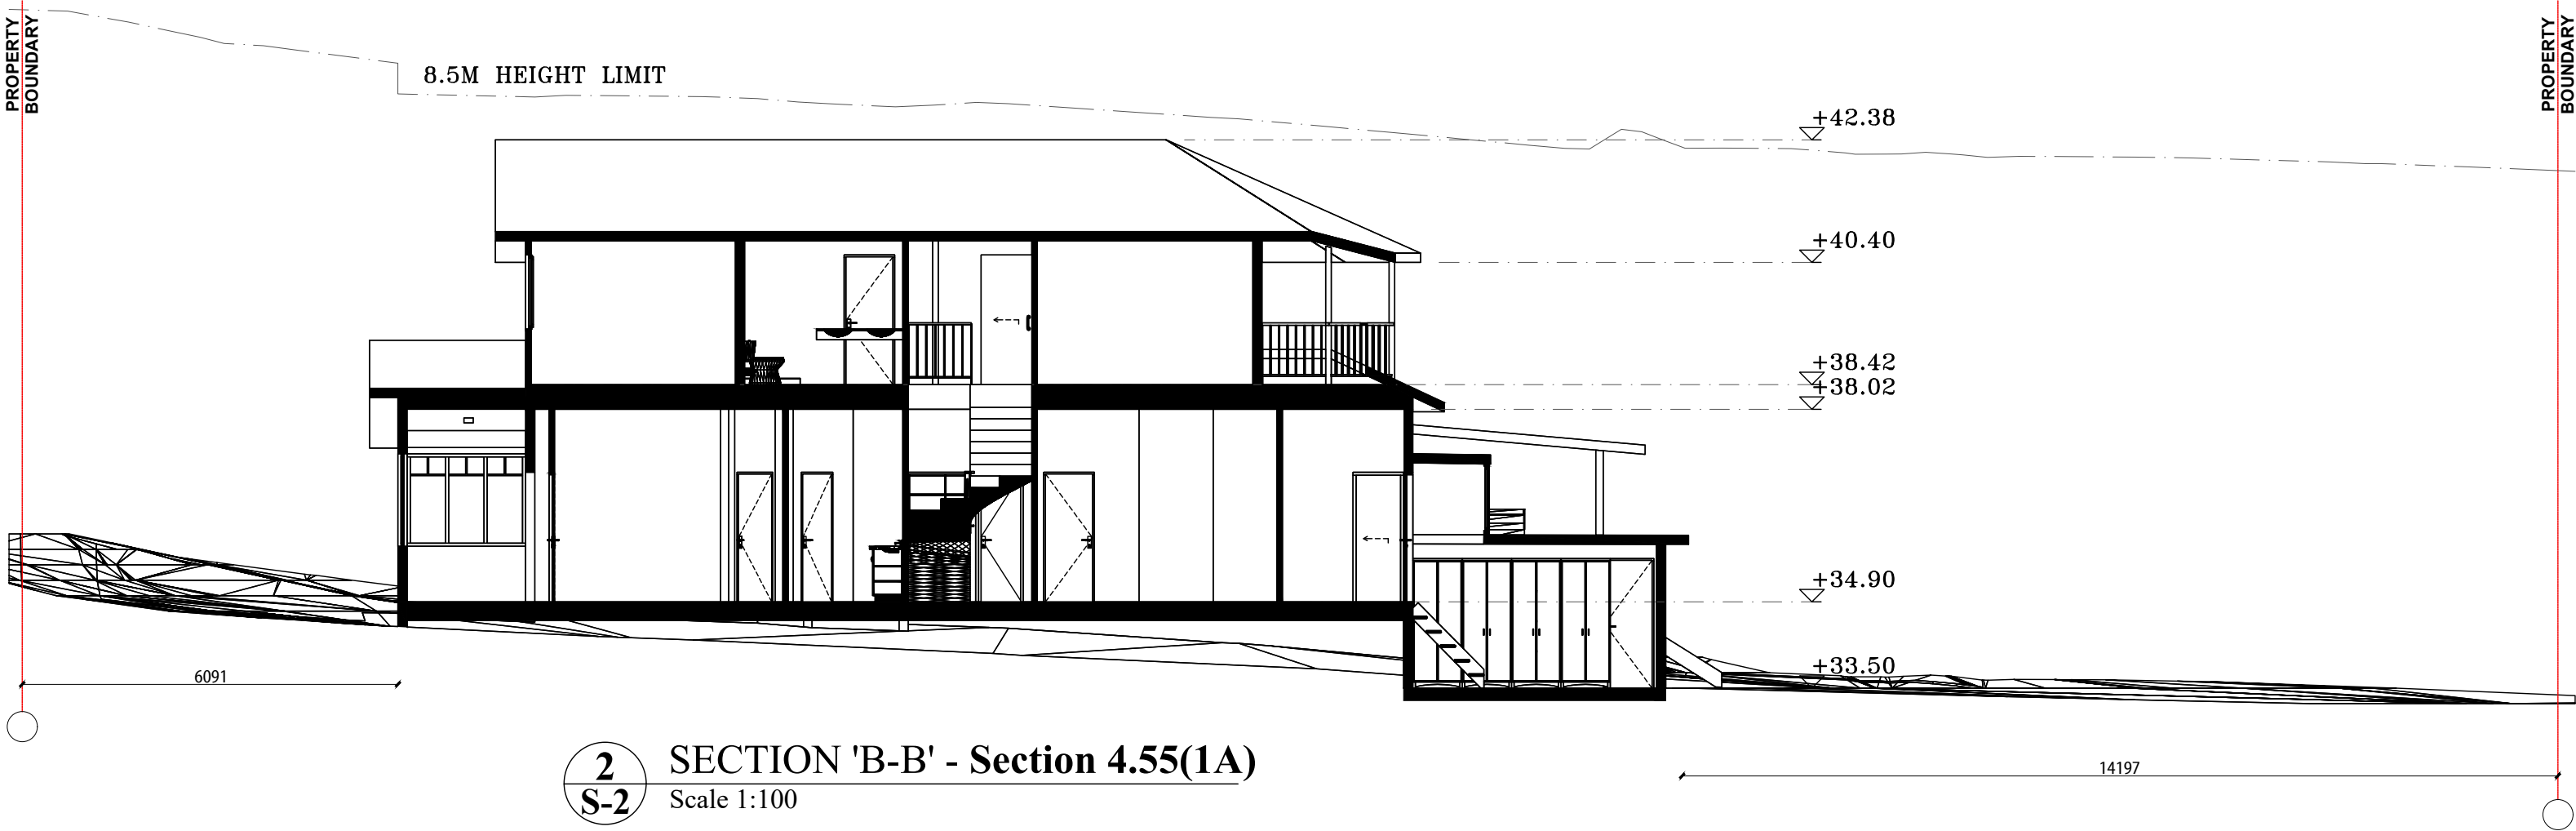 PROPERTY
BOUNDARY
8.5M HEIGHT LIMIT
PROPERTY
BOUNDARY
+42.38
+40.40
+38.42
+38.02
+34.90
+33.50
6091
14197
2
S-2
SECTION 'B-B' - Section 4.55(1A)
Scale 1:100